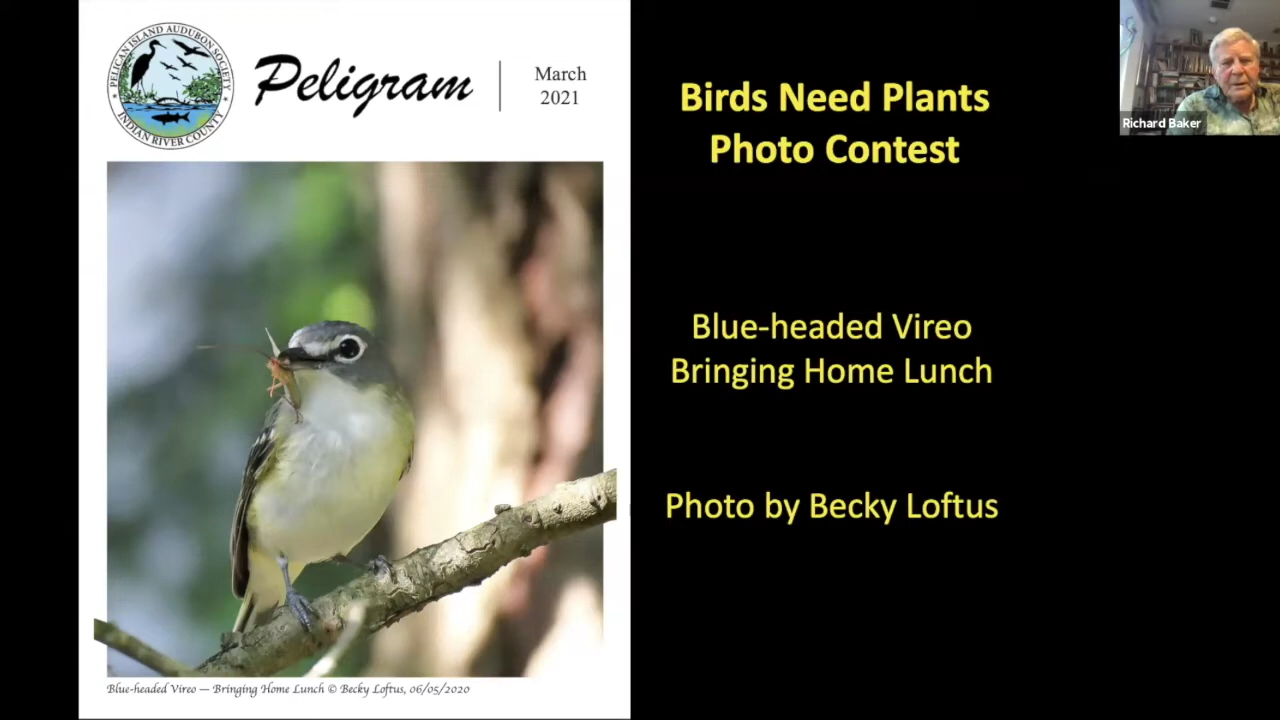 PELICAN ISLAND AUDUBON SOCIETY
INDIAN RIVER COUNTY
Peligram
March
2021
Birds Need Plants
Photo Contest
Richard Baker
Blue-headed Vireo
Bringing Home Lunch
Photo by Becky Loftus
Blue-headed Vireo — Bringing Home Lunch © Becky Loftus, 06/05/2020